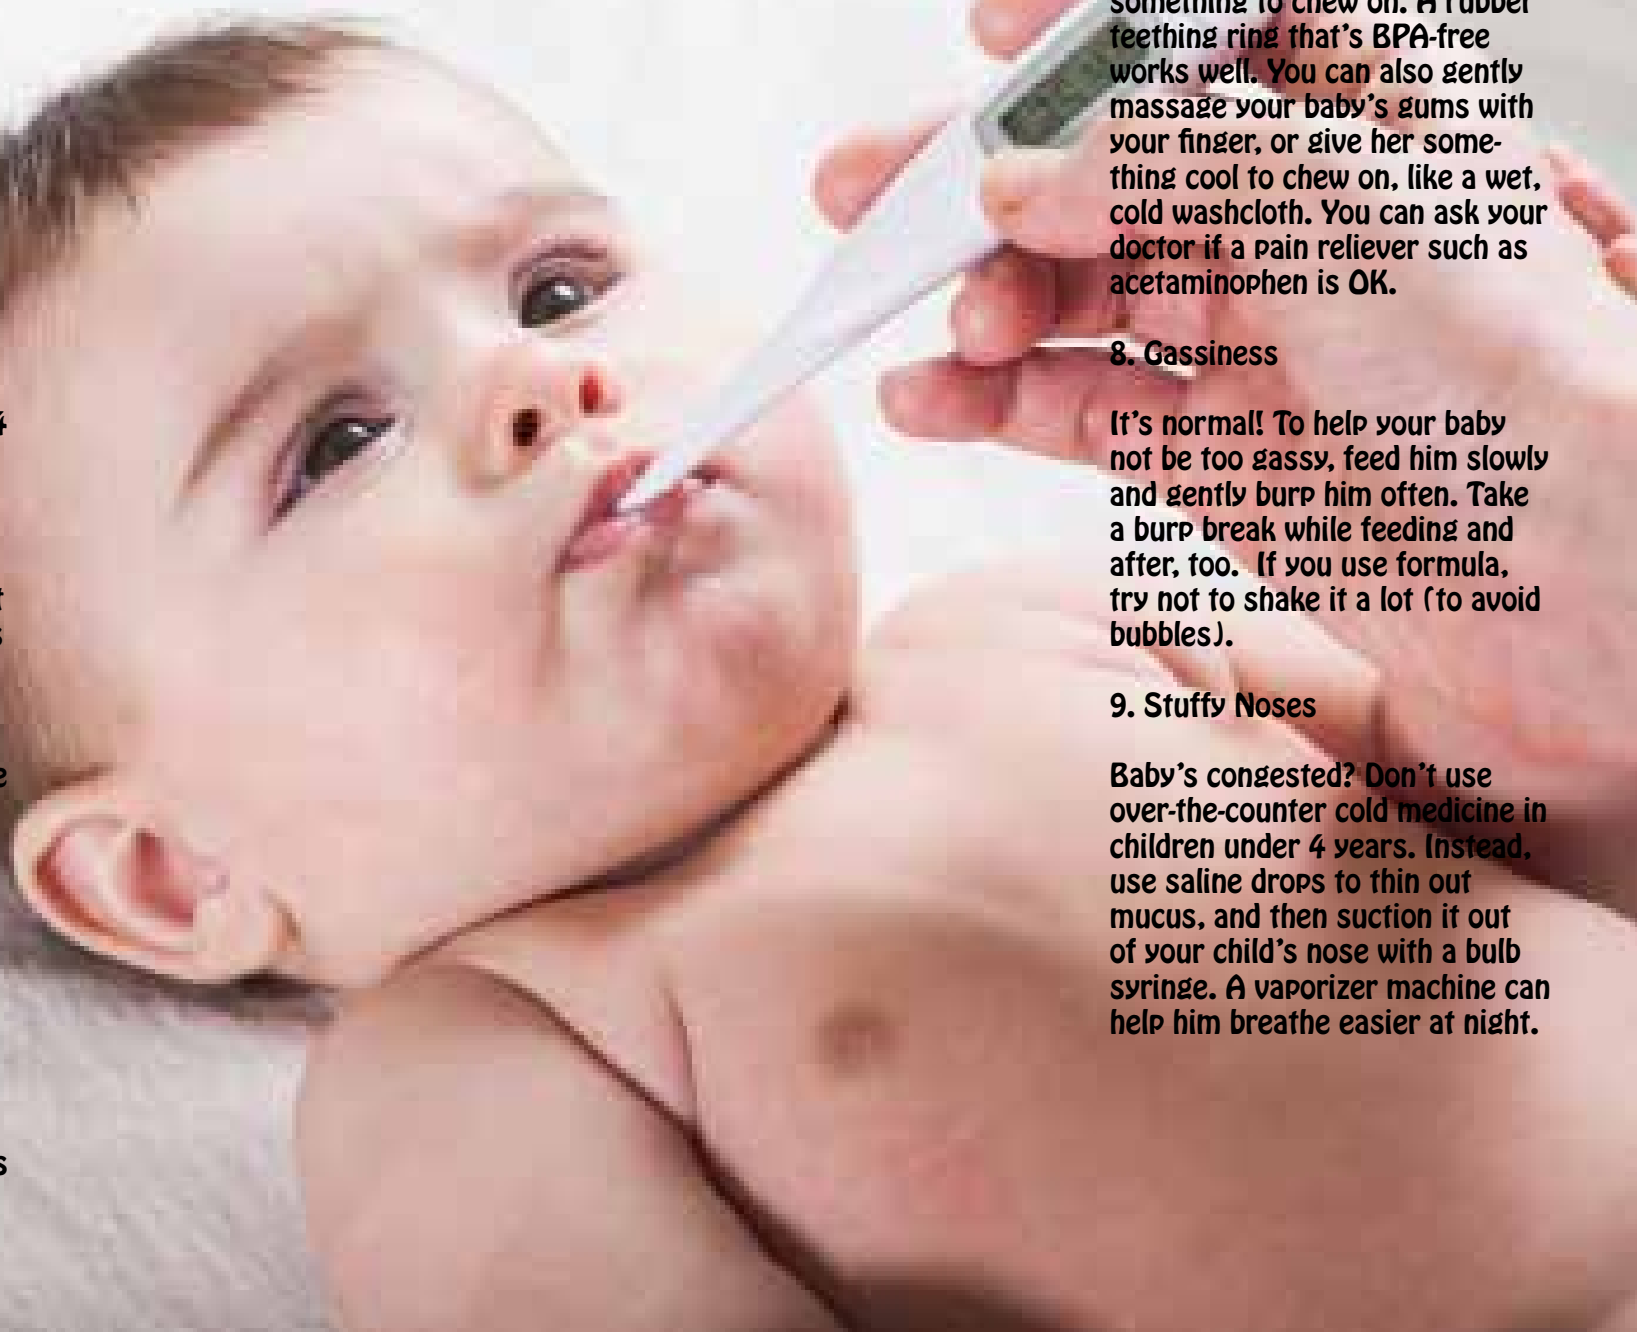 something to chew on. A rubber
teething ring that's BPA-free
works well. You can also gently
massage your baby's gums with
your finger, or give her some-
thing cool to chew on, like a wet,
cold washcloth. You can ask your
doctor if a pain reliever such as
acetaminophen is OK.
8. Gassiness
It's normal! To help your baby
not be too gassy, feed him slowly
and gently burp him often. Take
a burp break while feeding and
after, too.  If you use formula,
try not to shake it a lot (to avoid
bubbles).
9. Stuffy Noses
Baby's congested? Don't use
over-the-counter cold medicine in
children under 4 years. Instead,
use saline drops to thin out
mucus, and then suction it out
of your child's nose with a bulb
syringe. A vaporizer machine can
help him breathe easier at night.